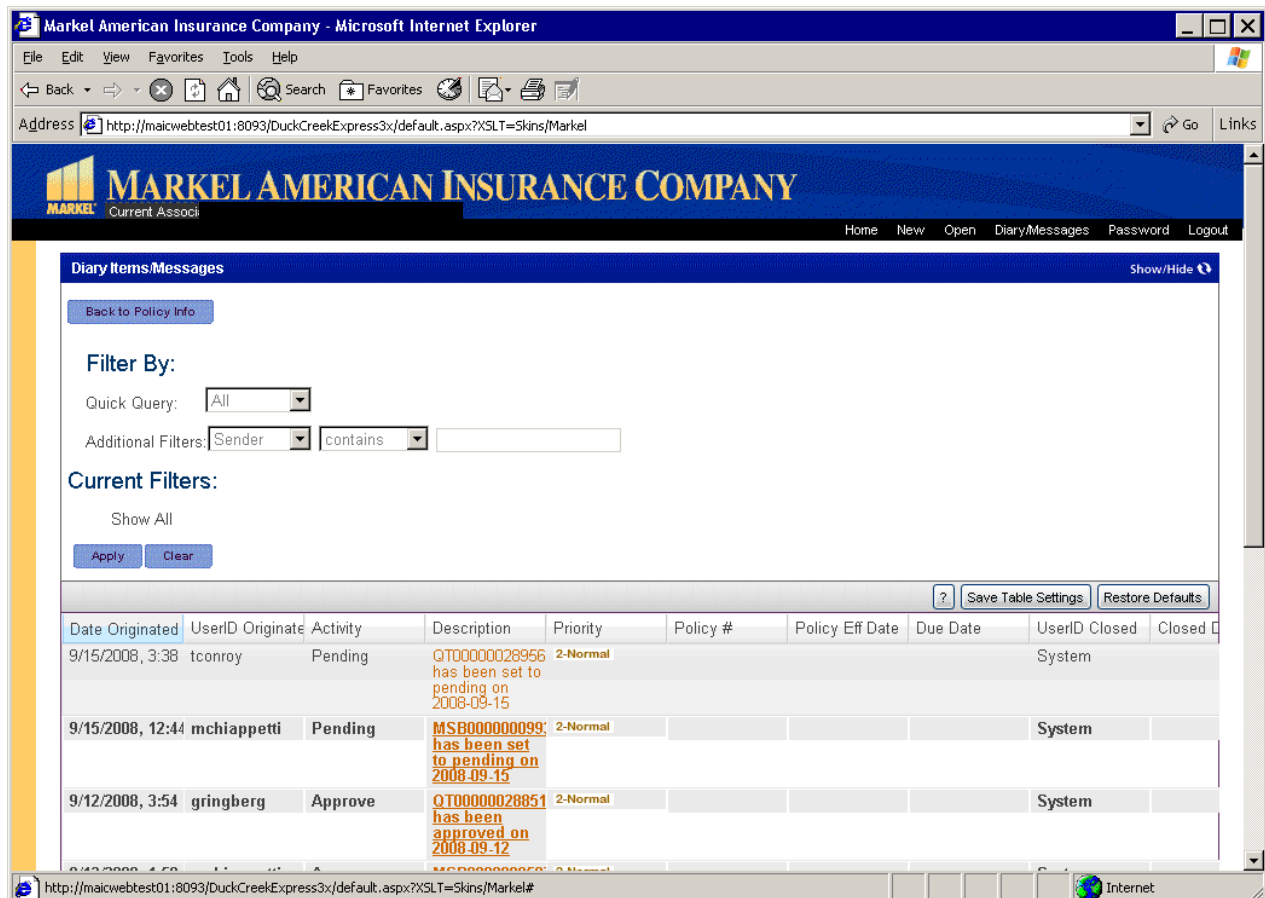 Markel American Insurance Company - Microsoft Internet Explorer
File Edit View Favorites Tools Help
Back Search Favorites
Address http://maicwebtest01:8093/DuckCreekExpress3x/default.aspx?XSLT=Skins/Markel Go Links
MARKEL AMERICAN INSURANCE COMPANY
MARKEL Current Associ
Home New Open Diary/Messages Password Logout
Diary Items/Messages Show/Hide
Back to Policy Info
Filter By:
Quick Query: All
Additional Filters: Sender contains
Current Filters:
Show All
Apply Clear
? Save Table Settings Restore Defaults
Date Originated UserID Originate Activity Description Priority Policy # Policy Eff Date Due Date UserID Closed Closed D
9/15/2008, 3:38 tconroy Pending QT00000028956 2-Normal System
has been set to
pending on
2008-09-15
9/15/2008, 12:44 mchiappetti Pending 2-Normal System
has been set
to pending on
2008-09-15
9/12/2008, 3:54 gringberg Approve QT00000028851 2-Normal System
has been
approved on
2008-09-12
http://maicwebtest01:8093/DuckCreekExpress3x/default.aspx?XSLT=Skins/Markel# Internet